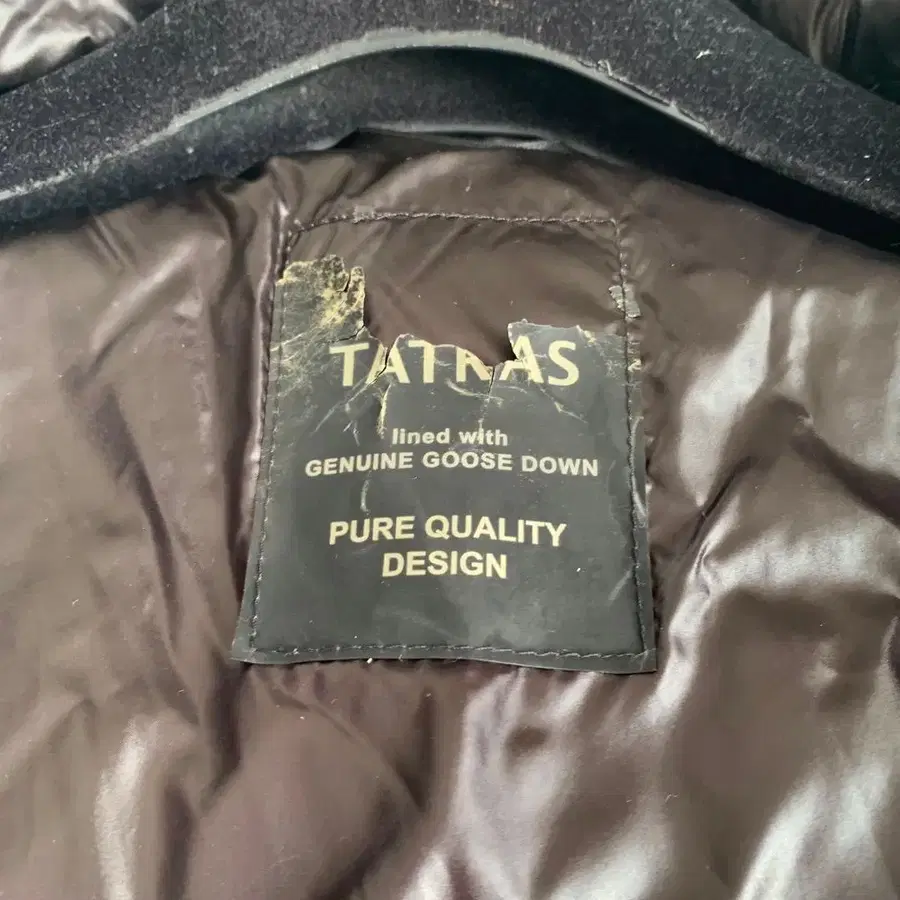 TATRAS
lined with
GENUINE GOOSE DOWN
PURE QUALITY
DESIGN